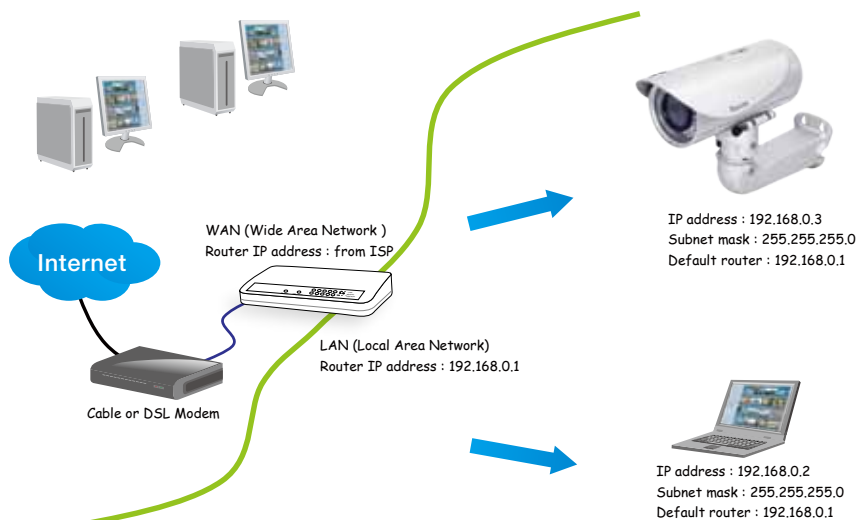 WAN (Wide Area Network )
Router IP address : from ISP
Internet
LAN (Local Area Network)
Router IP address : 192.168.0.1
Cable or DSL Modem
IP address : 192.168.0.3
Subnet mask : 255.255.255.0
Default router : 192.168.0.1
IP address : 192.168.0.2
Subnet mask : 255.255.255.0
Default router : 192.168.0.1